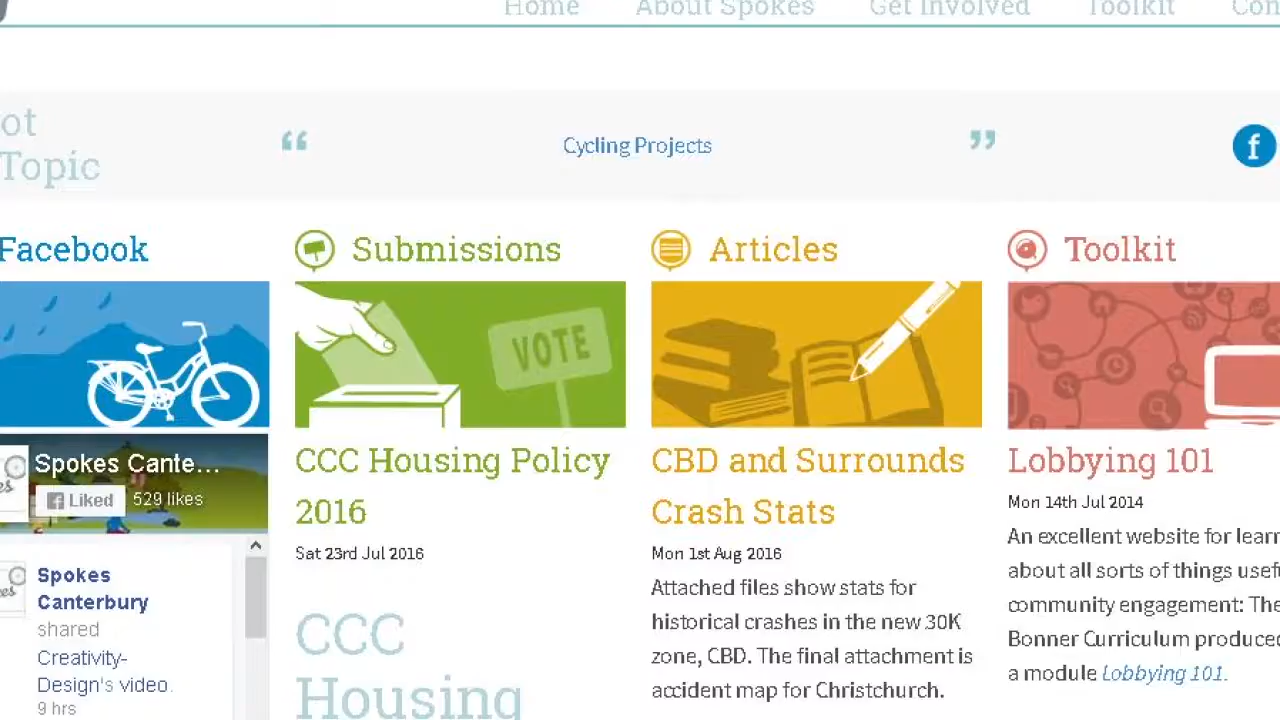 Home About Spokes Get Involved Toolkit Con
ot
Topic
“ Cycling Projects ”
f
Facebook
Spokes Cante...
Liked 529 likes
Spokes
Canterbury
shared
Creativity-
Design's video.
9 hrs
Submissions
VOTE
CCC Housing Policy
2016
Sat 23rd Jul 2016
CCC
Housing
Articles
CBD and Surrounds
Crash Stats
Mon 1st Aug 2016
Attached files show stats for
historical crashes in the new 30K
zone, CBD. The final attachment is
accident map for Christchurch.
Toolkit
Lobbying 101
Mon 14th Jul 2014
An excellent website for learn
about all sorts of things usef
community engagement: The
Bonner Curriculum produced
a module Lobbying 101.